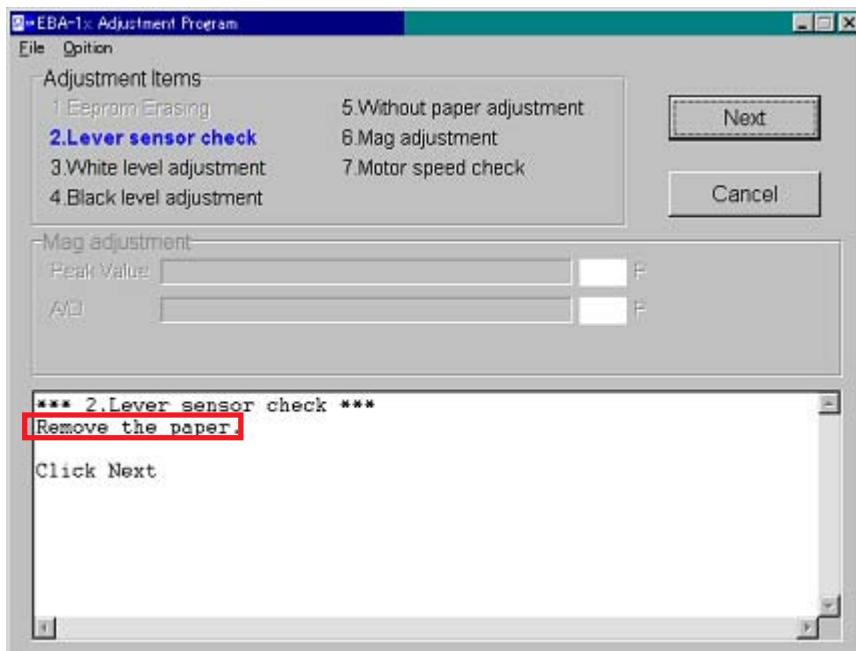 EBA-1x Adjustment Program
File Opition
Adjustment Items
1.Eeprom Erasing
2.Lever sensor check
3.White level adjustment
4.Black level adjustment
5.Without paper adjustment
6.Mag adjustment
7.Motor speed check
Next
Cancel
Mag adjustment
Peak Value P
A/D P
*** 2.Lever sensor check ***
Remove the paper.
Click Next